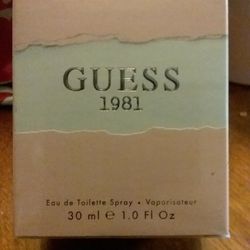 GUESS
1981
Eau de Toilette Spray • Vaporisateur
30 ml e 1.0 Fl Oz